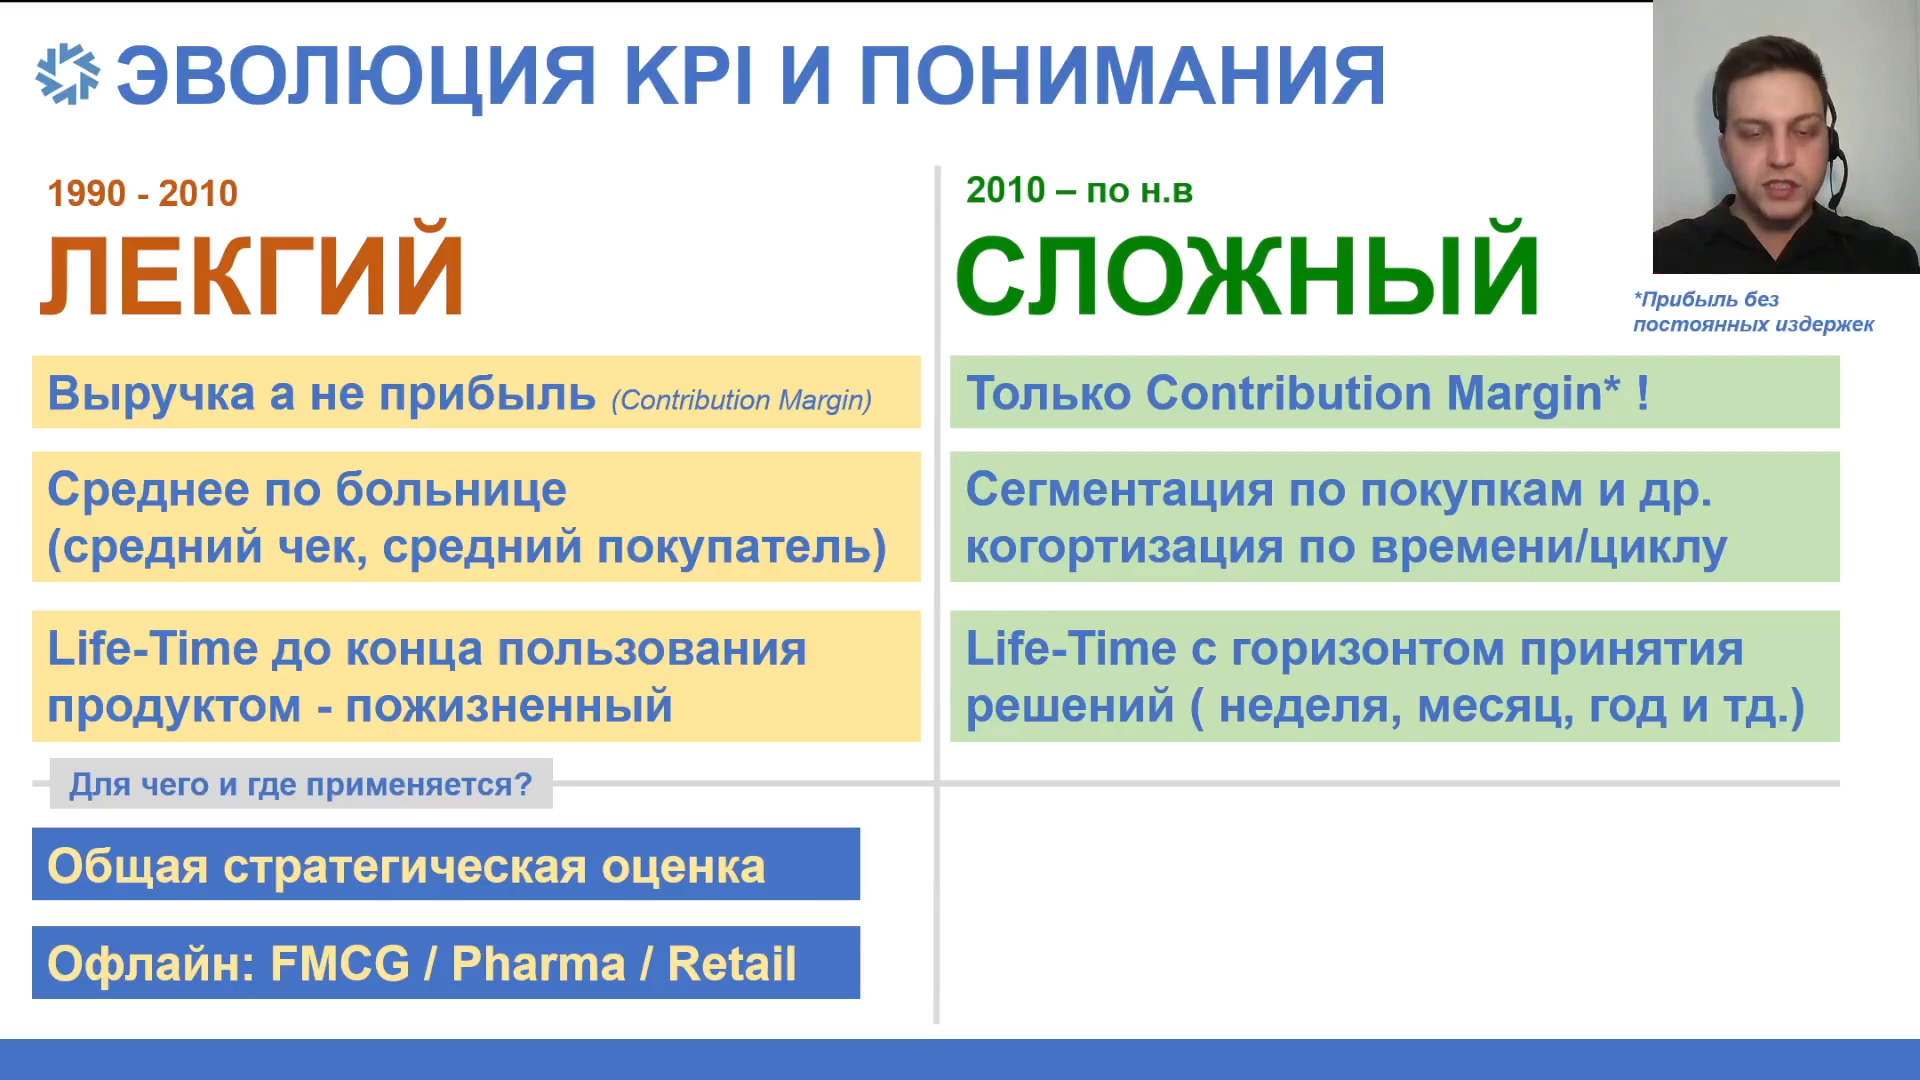 ЭВОЛЮЦИЯ KPI И ПОНИМАНИЯ
1990 - 2010
ЛЕКГИЙ
Выручка а не прибыль (Contribution Margin)
Среднее по больнице
(средний чек, средний покупатель)
Life-Time до конца пользования
продуктом - пожизненный
2010 – по н.в
СЛОЖНЫЙ
*Прибыль без
постоянных издержек
Только Contribution Margin* !
Сегментация по покупкам и др.
когортизация по времени/циклу
Life-Time с горизонтом принятия
решений ( неделя, месяц, год и тд.)
Для чего и где применяется?
Общая стратегическая оценка
Офлайн: FMCG / Pharma / Retail